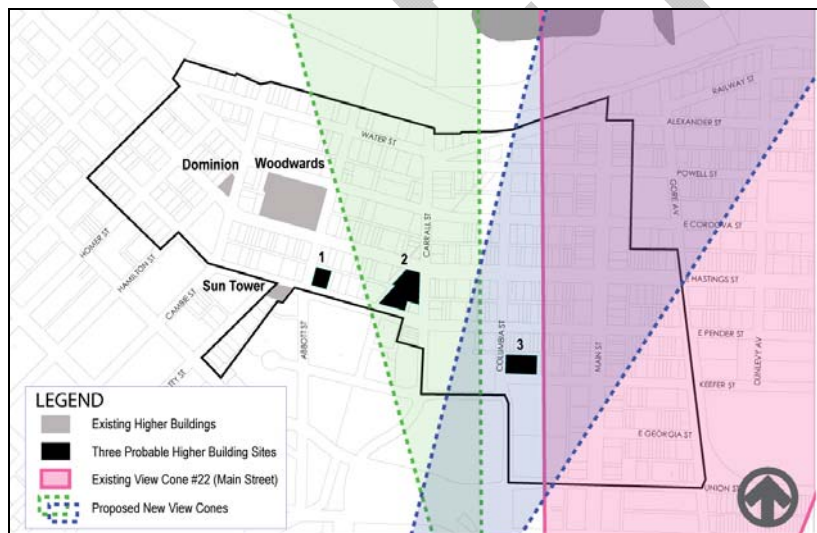 RAILWAY ST
ALEXANDER ST
WATER ST
Dominion
Woodwards
POWELL ST
GORE AV
CARRALL ST
E CORDOVA ST
HOMER ST
HAMILTON ST
1
2
E HASTINGS ST
CAMBIE ST
Sun Tower
ABBOTT ST
COLUMBIA ST
3
MAIN ST
E PENDER ST
DUNLEVY AV
KEEFER ST
E GEORGIA ST
UNION ST
LEGEND
Existing Higher Buildings
Three Probable Higher Building Sites
Existing View Cone #22 (Main Street)
Proposed New View Cones